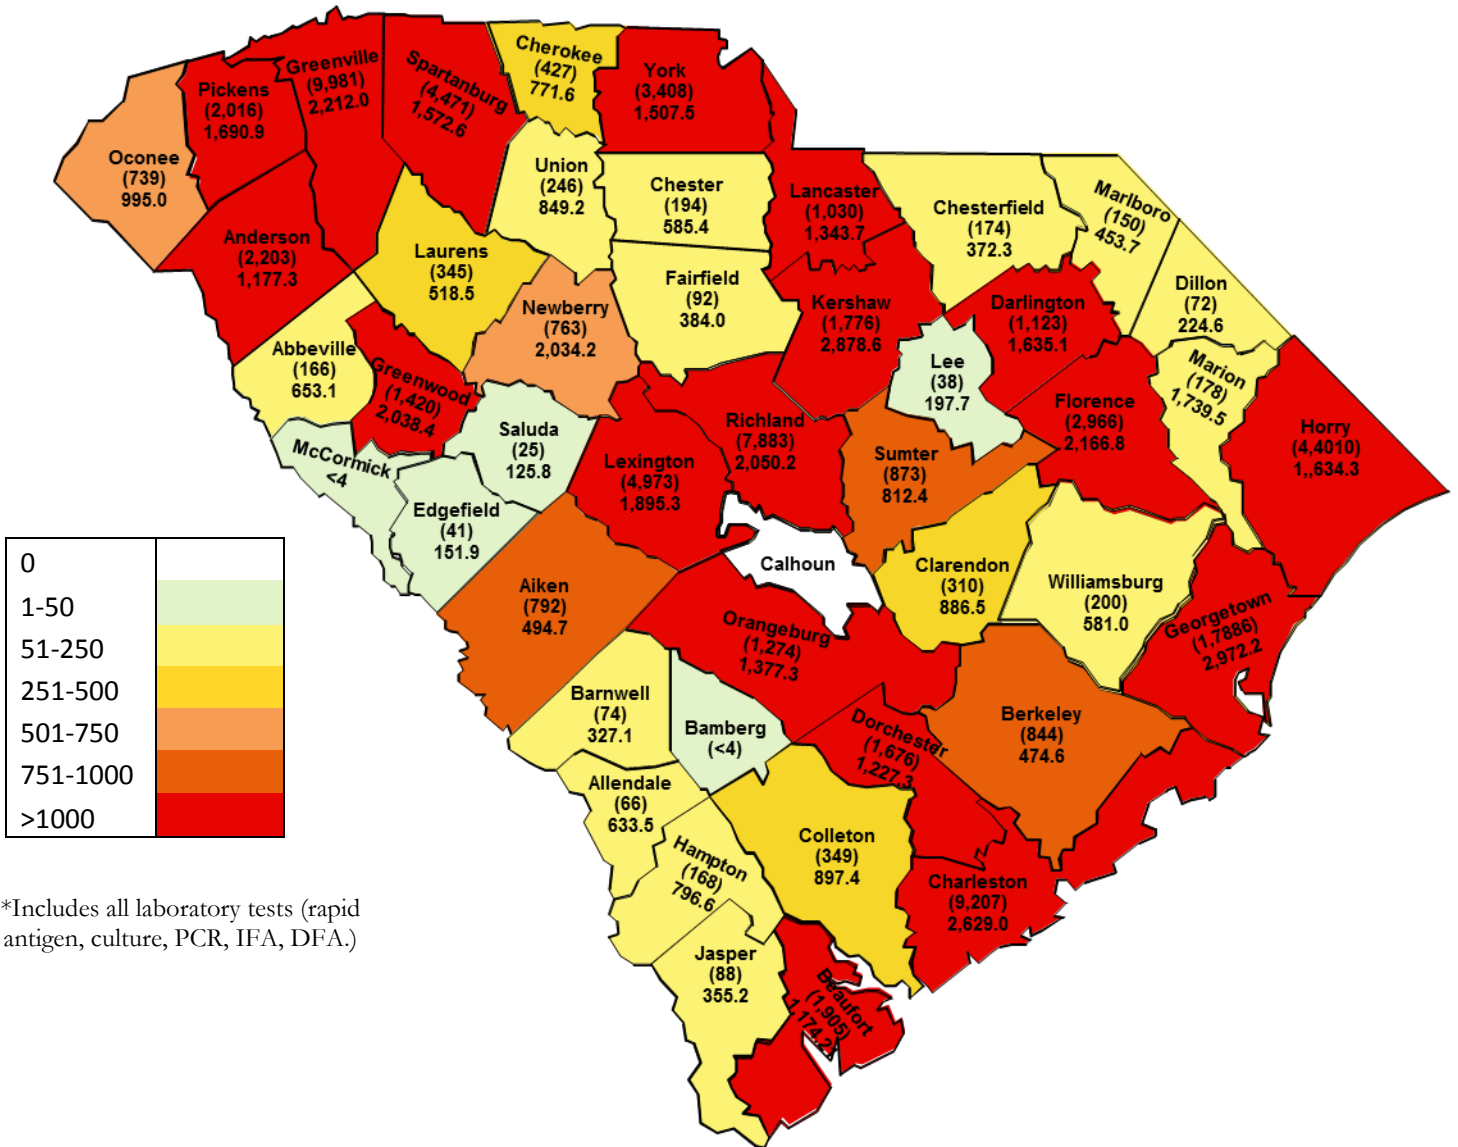 Cherokee
(427)
771.6
Greenville
(9,981)
2,212.0
Spartanburg
(4,471)
1,572.6
York
(3,408)
1,507.5
Pickens
(2,016)
1,690.9
Oconee
(739)
995.0
Union
(246)
849.2
Chester
(194)
585.4
Lancaster
(1,030)
1,343.7
Chesterfield
(174)
372.3
Marlboro
(150)
453.7
Anderson
(2,203)
1,177.3
Laurens
(345)
518.5
Fairfield
(92)
384.0
Dillon
(72)
224.6
Newberry
(763)
2,034.2
Kershaw
(1,776)
2,878.6
Darlington
(1,123)
1,635.1
Abbeville
(166)
653.1
Greenwood
(1,420)
2,038.4
Lee
(38)
197.7
Marion
(178)
1,739.5
Florence
(2,966)
2,166.8
Horry
(4,4010)
1,,634.3
Saluda
(25)
125.8
Richland
(7,883)
2,050.2
McCormick
<4
Lexington
(4,973)
1,895.3
Sumter
(873)
812.4
Edgefield
(41)
151.9
Calhoun
Clarendon
(310)
886.5
Williamsburg
(200)
581.0
Aiken
(792)
494.7
Orangeburg
(1,274)
1,377.3
Georgetown
(1,7886)
2,972.2
Barnwell
(74)
327.1
Bamberg
(<4)
Dorchester
(1,676)
1,227.3
Berkeley
(844)
474.6
Allendale
(66)
633.5
Hampton
(168)
796.6
Colleton
(349)
897.4
Charleston
(9,207)
2,629.0
Jasper
(88)
355.2
Beaufort
(1,905)
1,174.2
0
1-50
51-250
251-500
501-750
751-1000
>1000
*Includes all laboratory tests (rapid
antigen, culture, PCR, IFA, DFA.)